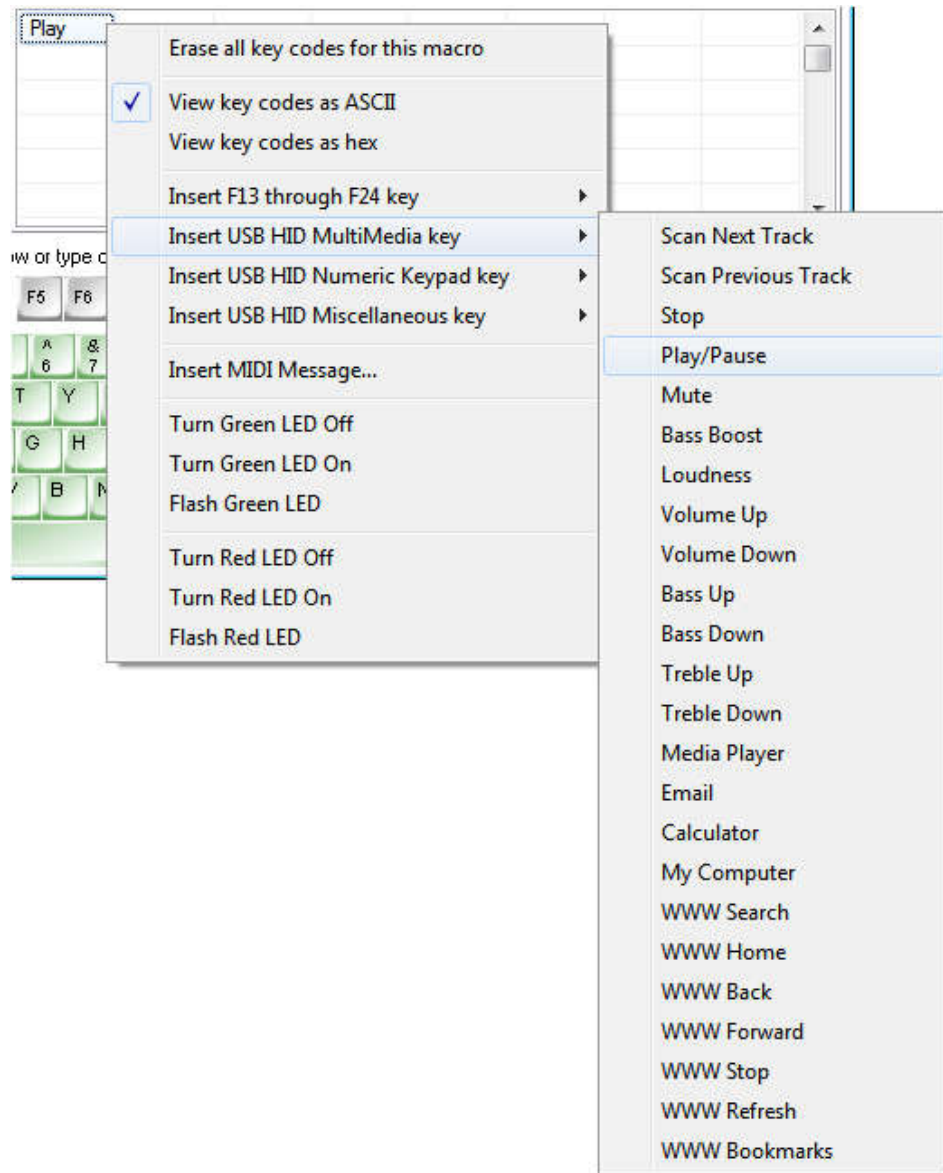 Play
Erase all key codes for this macro
View key codes as ASCII
View key codes as hex
Insert F13 through F24 key
Insert USB HID MultiMedia key
Insert USB HID Numeric Keypad key
Insert USB HID Miscellaneous key
Insert MIDI Message...
Turn Green LED Off
Turn Green LED On
Flash Green LED
Turn Red LED Off
Turn Red LED On
Flash Red LED
Scan Next Track
Scan Previous Track
Stop
Play/Pause
Mute
Bass Boost
Loudness
Volume Up
Volume Down
Bass Up
Bass Down
Treble Up
Treble Down
Media Player
Email
Calculator
My Computer
WWW Search
WWW Home
WWW Back
WWW Forward
WWW Stop
WWW Refresh
WWW Bookmarks
or type
F5 F6
^ &
6 7
T Y
G H
B N